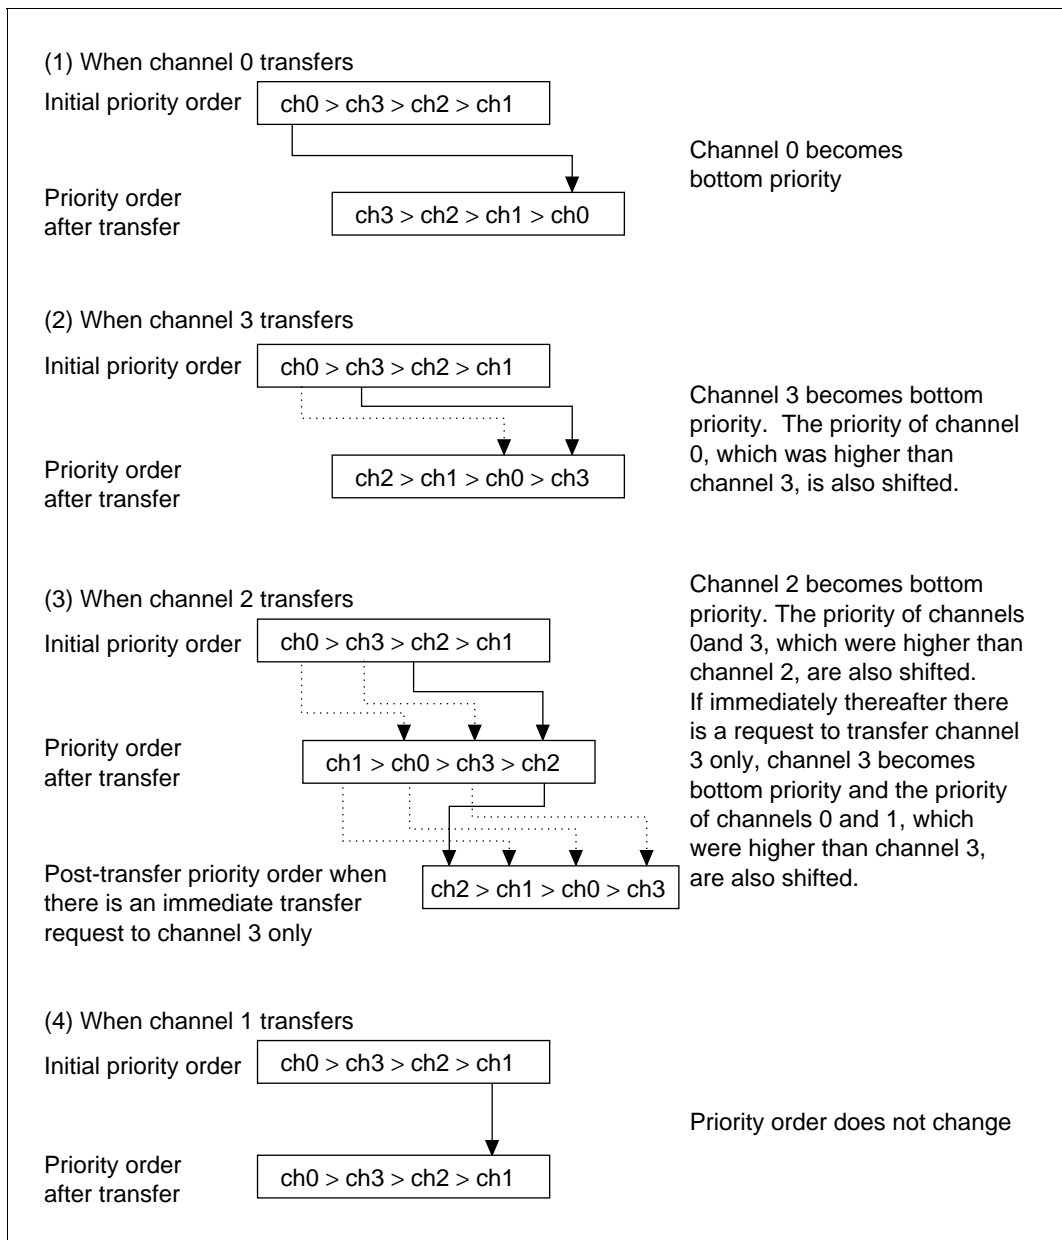 (1) When channel 0 transfers
Initial priority order
ch0 > ch3 > ch2 > ch1
Channel 0 becomes
bottom priority
Priority order
after transfer
ch3 > ch2 > ch1 > ch0
(2) When channel 3 transfers
Initial priority order
ch0 > ch3 > ch2 > ch1
Channel 3 becomes bottom
priority.  The priority of channel
0, which was higher than
channel 3, is also shifted.
Priority order
after transfer
ch2 > ch1 > ch0 > ch3
(3) When channel 2 transfers
Initial priority order
ch0 > ch3 > ch2 > ch1
Channel 2 becomes bottom
priority. The priority of channels
0and 3, which were higher than
channel 2, are also shifted.
If immediately thereafter there
is a request to transfer channel
3 only, channel 3 becomes
bottom priority and the priority
of channels 0 and 1, which
were higher than channel 3,
are also shifted.
Priority order
after transfer
ch1 > ch0 > ch3 > ch2
Post-transfer priority order when
there is an immediate transfer
request to channel 3 only
ch2 > ch1 > ch0 > ch3
(4) When channel 1 transfers
Initial priority order
ch0 > ch3 > ch2 > ch1
Priority order does not change
Priority order
after transfer
ch0 > ch3 > ch2 > ch1